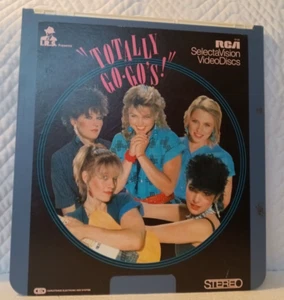 "TOTALLY
GO-GO'S!"
RCA
SelectaVision
VideoDiscs
STEREO